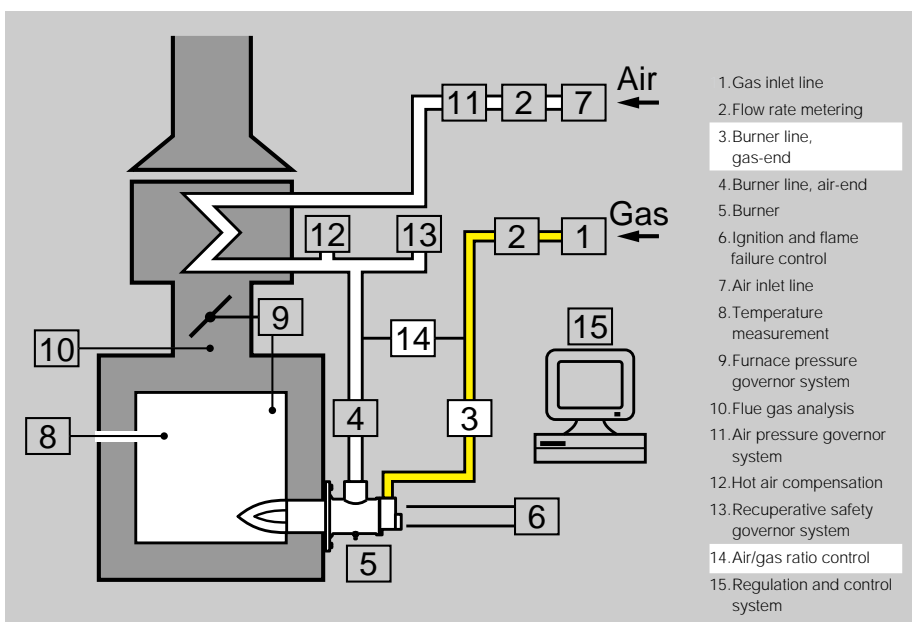 Air
11
2
7
Gas
12
13
2
1
9
15
10
14
4
3
8
6
5
1.Gas inlet line
2.Flow rate metering
3.Burner line,
gas-end
4.Burner line, air-end
5.Burner
6.Ignition and flame
failure control
7.Air inlet line
8.Temperature
measurement
9.Furnace pressure
governor system
10.Flue gas analysis
11.Air pressure governor
system
12.Hot air compensation
13.Recuperative safety
governor system
14.Air/gas ratio control
15.Regulation and control
system